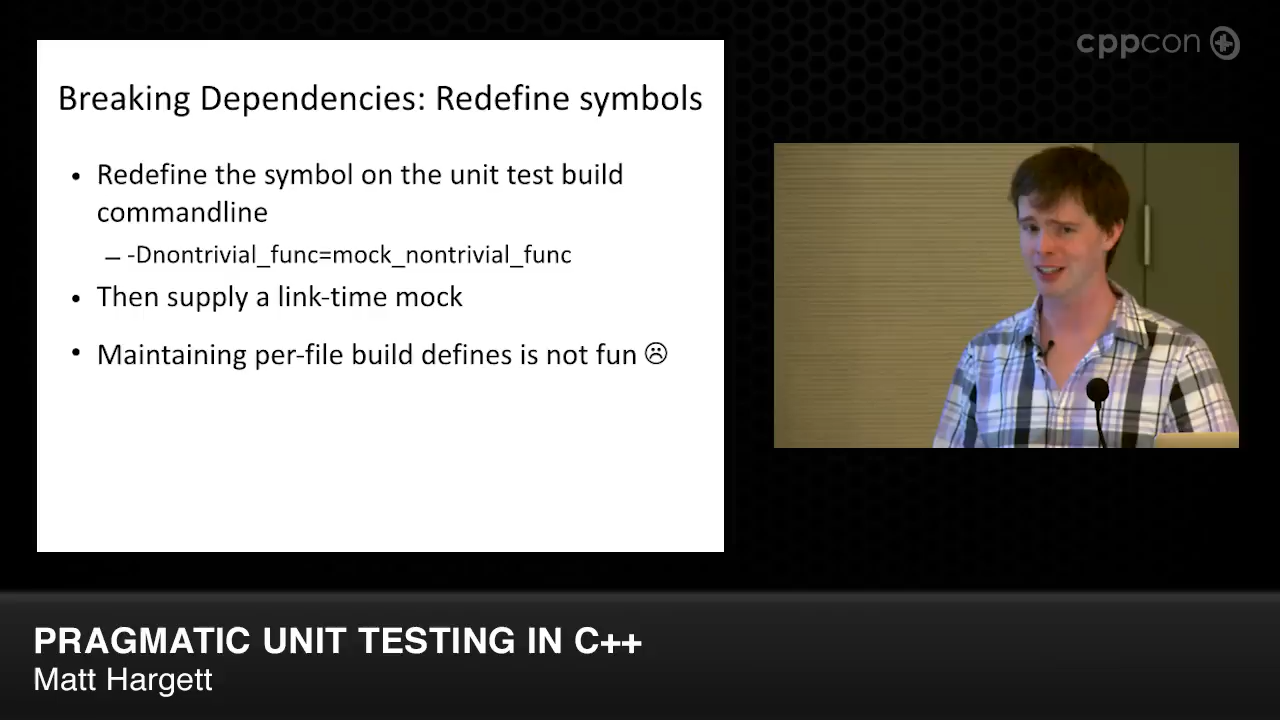 cppcon
Breaking Dependencies: Redefine symbols
• Redefine the symbol on the unit test build
commandline
– -Dnontrivial_func=mock_nontrivial_func
• Then supply a link-time mock
• Maintaining per-file build defines is not fun ☹
PRAGMATIC UNIT TESTING IN C++
Matt Hargett